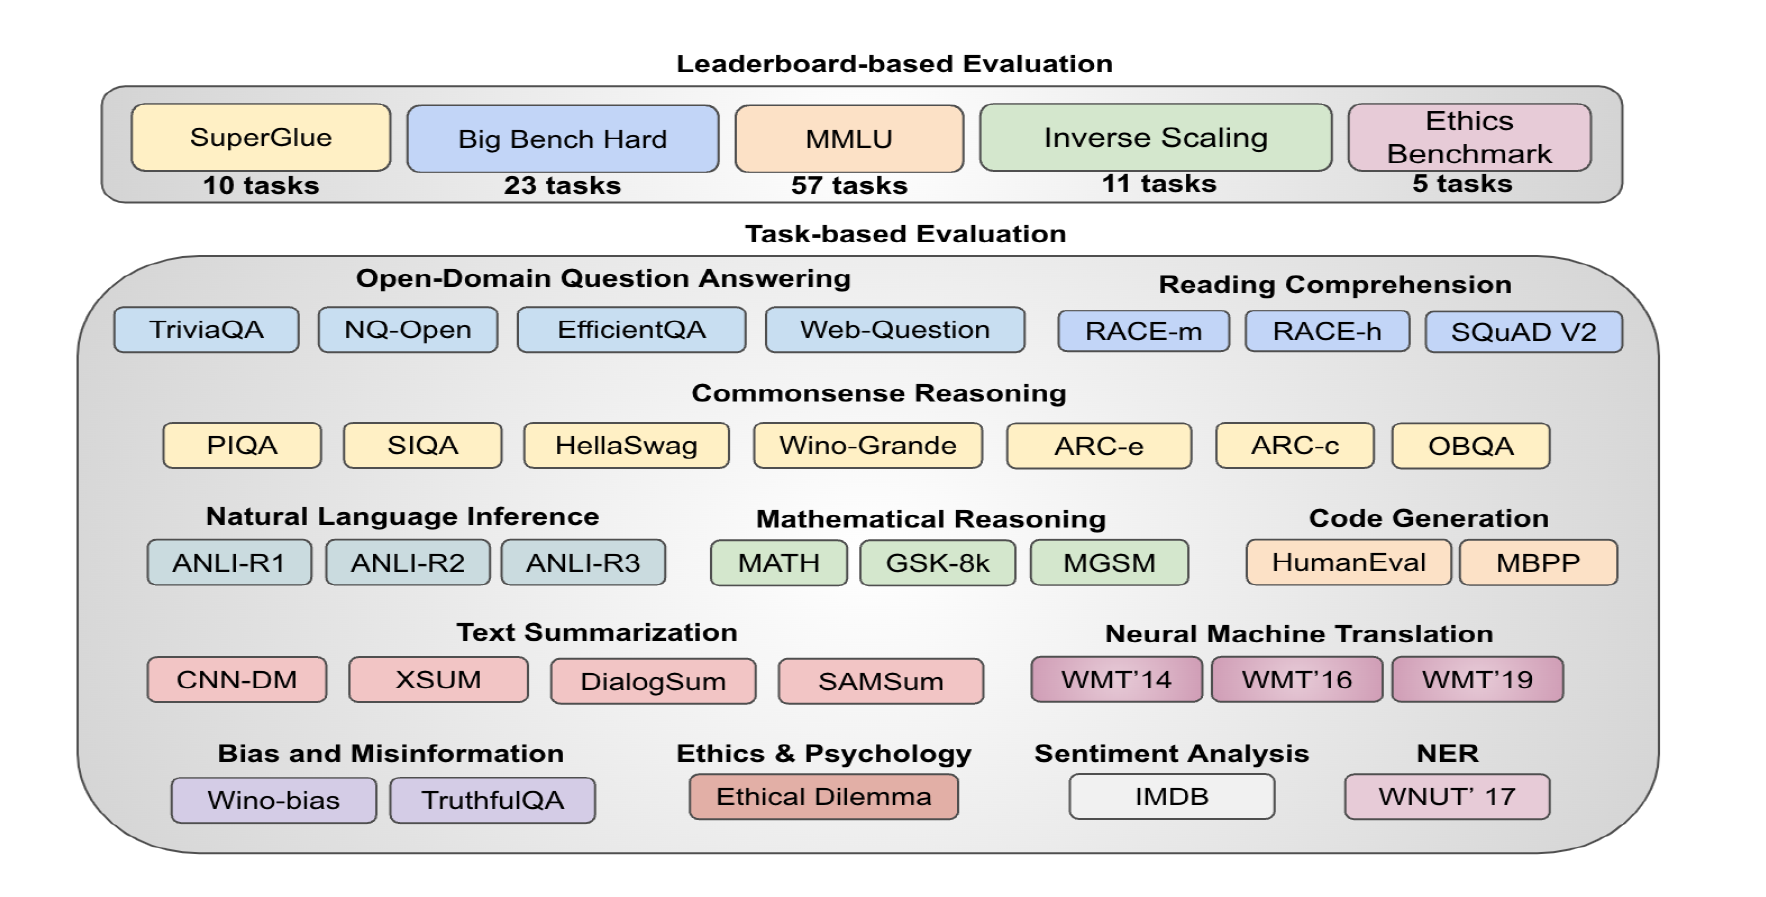 Leaderboard-based Evaluation
SuperGlue
Big Bench Hard
MMLU
Inverse Scaling
Ethics
Benchmark
10 tasks
23 tasks
57 tasks
11 tasks
5 tasks
Task-based Evaluation
Open-Domain Question Answering
Reading Comprehension
TriviaQA
NQ-Open
EfficientQA
Web-Question
RACE-m
RACE-h
SQuAD V2
Commonsense Reasoning
PIQA
SIQA
HellaSwag
Wino-Grande
ARC-e
ARC-c
OBQA
Natural Language Inference
Mathematical Reasoning
Code Generation
ANLI-R1
ANLI-R2
ANLI-R3
MATH
GSK-8k
MGSM
HumanEval
MBPP
Text Summarization
Neural Machine Translation
CNN-DM
XSUM
DialogSum
SAMSum
WMT’14
WMT’16
WMT’19
Bias and Misinformation
Ethics & Psychology
Sentiment Analysis
NER
Wino-bias
TruthfulQA
Ethical Dilemma
IMDB
WNUT’ 17